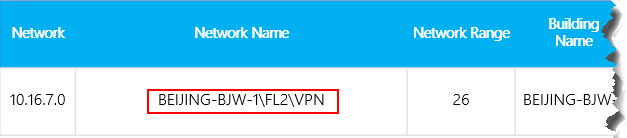 Network Network Name Network Range Building
Name
10.16.7.0 BEIJING-BJW-1\FL2\VPN 26 BEIJING-BJW-